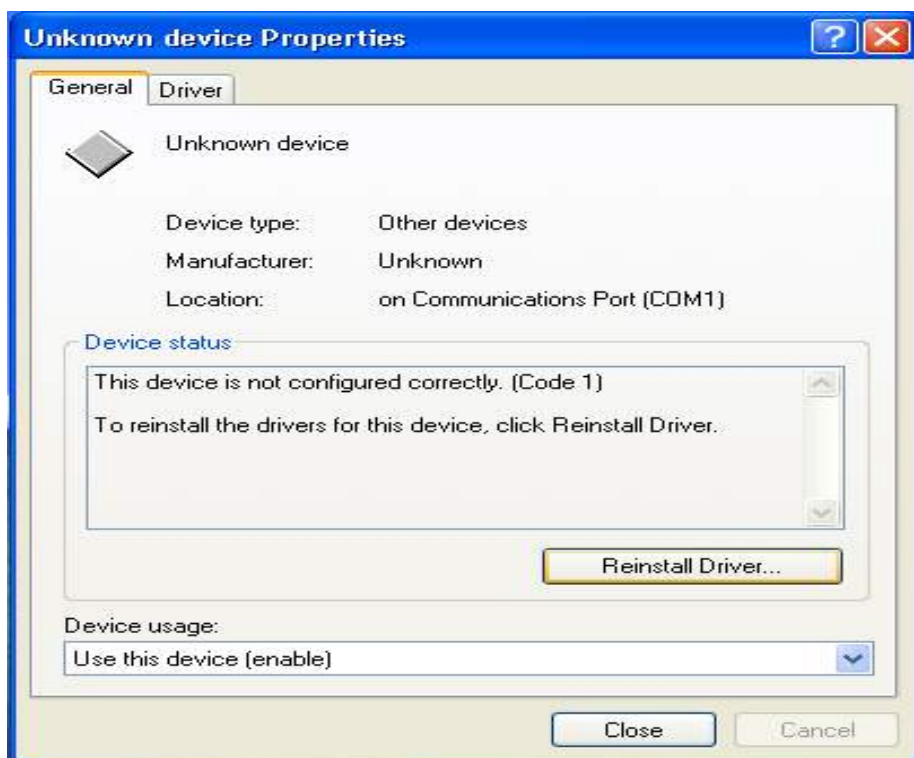 Unknown device Properties
General Driver
Unknown device
Device type: Other devices
Manufacturer: Unknown
Location: on Communications Port (COM1)
Device status
This device is not configured correctly. (Code 1)
To reinstall the drivers for this device, click Reinstall Driver.
Reinstall Driver...
Device usage:
Use this device (enable)
Close Cancel